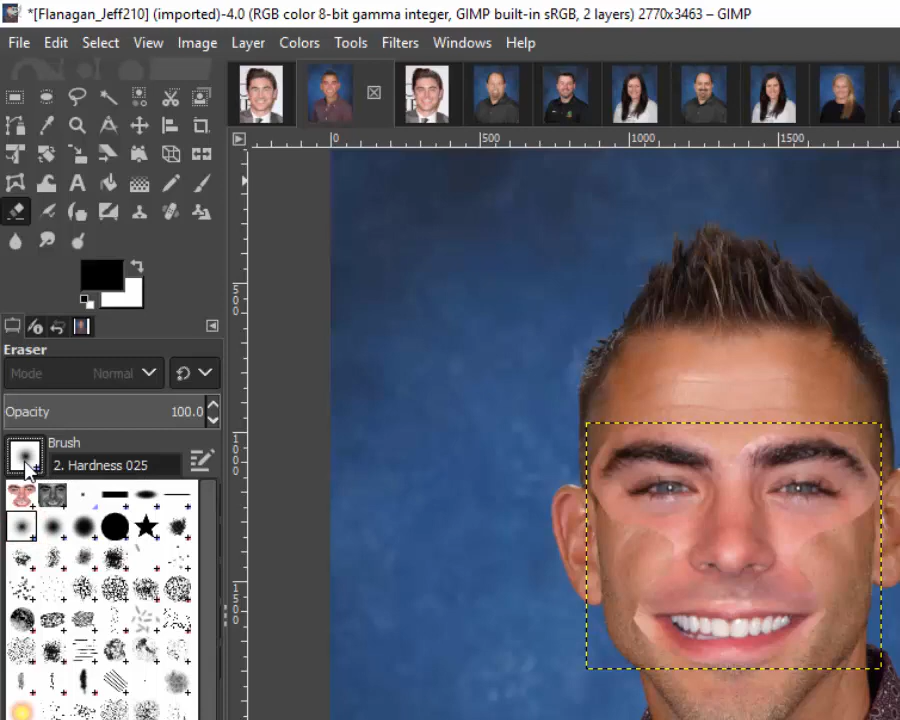 *[Flanagan_Jeff210] (imported)-4.0 (RGB color 8-bit gamma integer, GIMP built-in sRGB, 2 layers) 2770x3463 – GIMP
File Edit Select View Image Layer Colors Tools Filters Windows Help
0 500 1000 1500
500
1000
1500
Eraser
Mode Normal
Opacity 100.0
Brush
2. Hardness 025